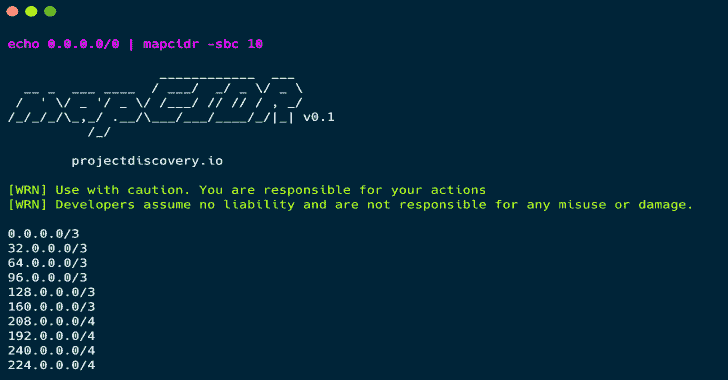 echo 0.0.0.0/0 | mapcidr -sbc 10
mapCIDR v0.1
projectdiscovery.io
[WRN] Use with caution. You are responsible for your actions
[WRN] Developers assume no liability and are not responsible for any misuse or damage.
0.0.0.0/3
32.0.0.0/3
64.0.0.0/3
96.0.0.0/3
128.0.0.0/3
160.0.0.0/3
208.0.0.0/4
192.0.0.0/4
240.0.0.0/4
224.0.0.0/4